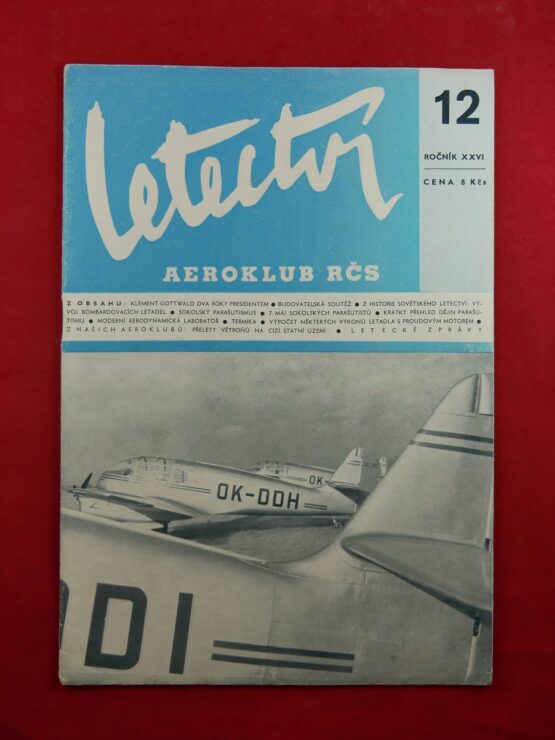 Letectví
12
ROČNÍK XXVI
CENA 8 Kčs
AEROKLUB RČS
Z OBSAHU: KLEMENT GOTTWALD DVA ROKY PRESIDENTEM ● BUDOVATELSKÁ SOUTĚŽ ● Z HISTORIE SOVĚTSKÉHO LETECTVÍ: VÝ-
VOJ BOMBARDOVACÍCH LETADEL ● SOKOLSKÝ PARAŠUTISMUS ● 7. MÁJ SOKOLSKÝCH PARAŠUTISTŮ ● KRÁTKÝ PŘEHLED DĚJIN PARAŠU-
TISMU ● MODERNÍ AERODYNAMICKÁ LABORATOŘ ● TERMIKA ● VÝPOČET NĚKTERÝCH VÝKONŮ LETADLA S PROUDOVÝM MOTOREM ●
Z NAŠICH AEROKLUBŮ: PŘELETY VĚTROŇŮ NA CIZÍ STÁTNÍ ÚZEMÍ ● LETECKÉ ZPRÁVY
OK
OK-DDH
DDI